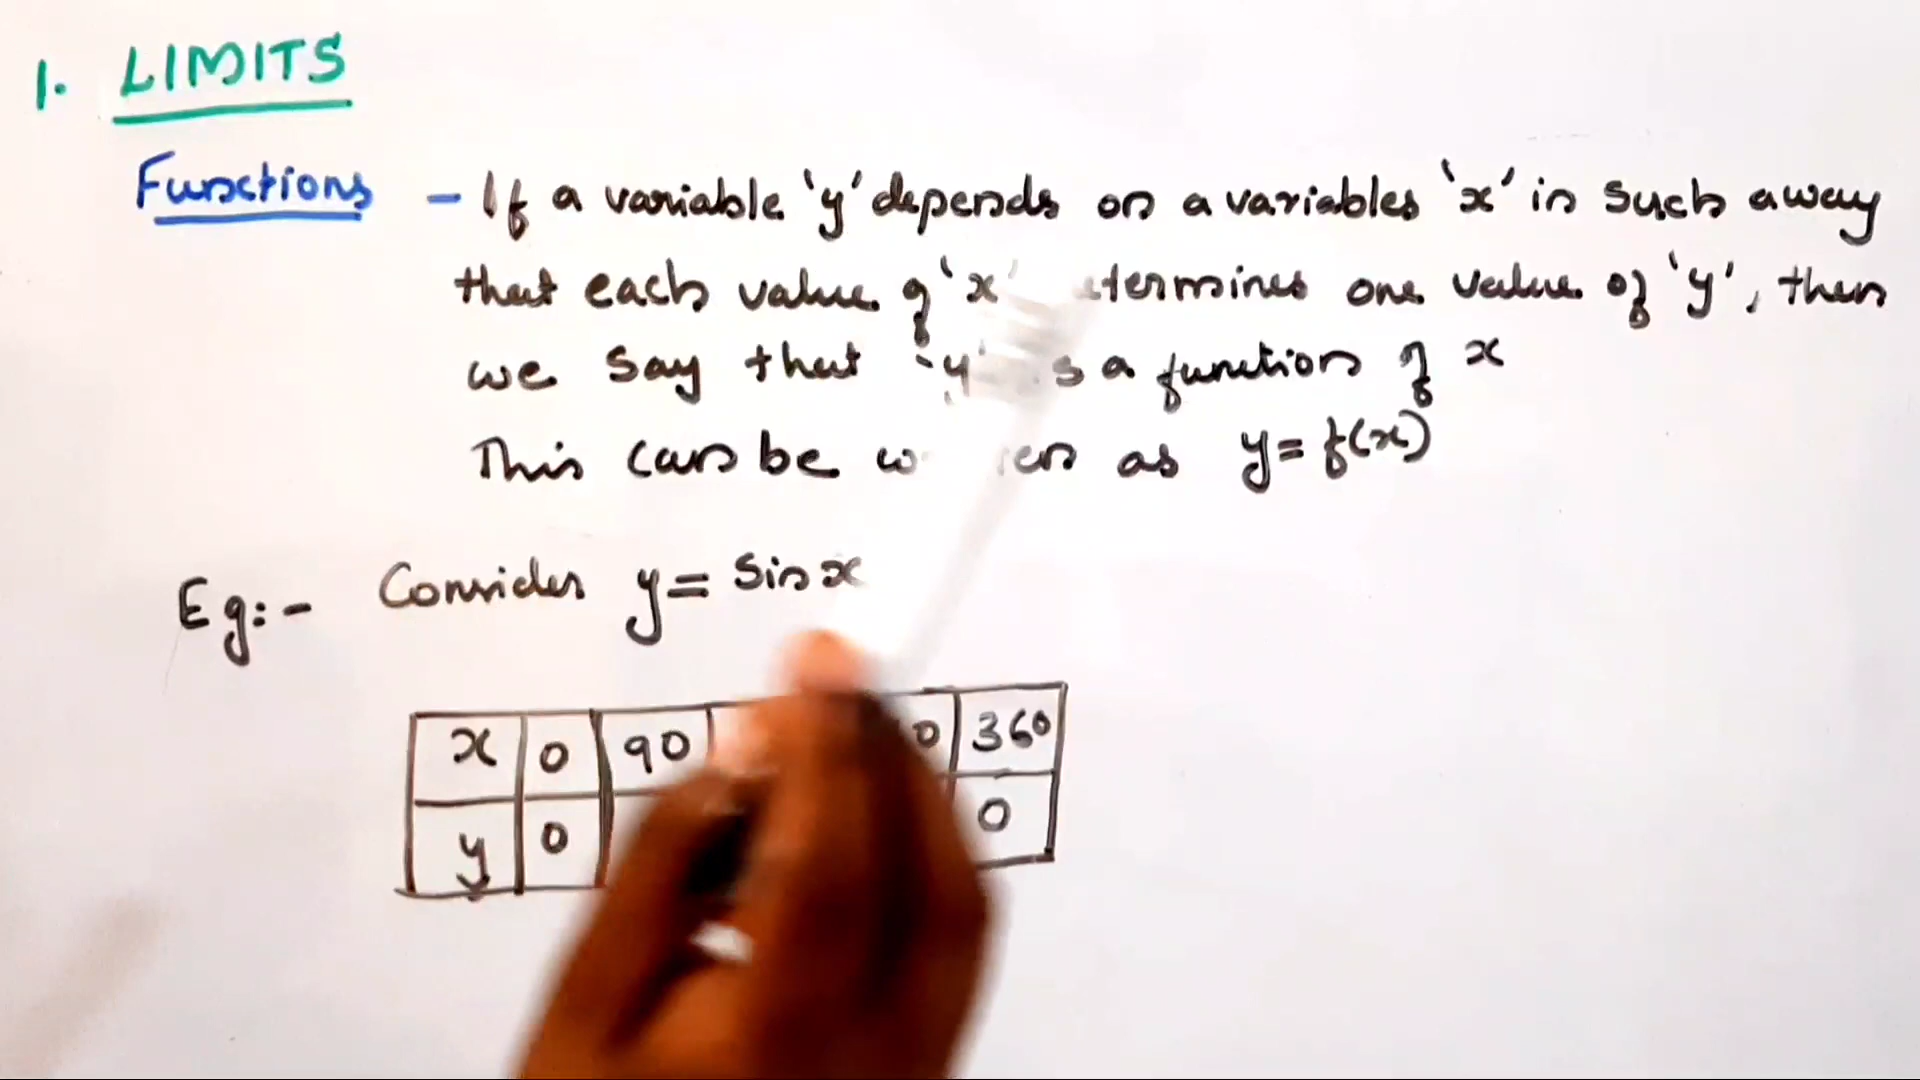 1. LIMITS
Functions - If a variable 'y' depends on a variables 'x' in such away
that each value of 'x' one value of 'y', then
we say that 'y' a function of x
This can be as y = f(x)
Eg:- Consider y = sin x
x 0 90 360
y 0 0